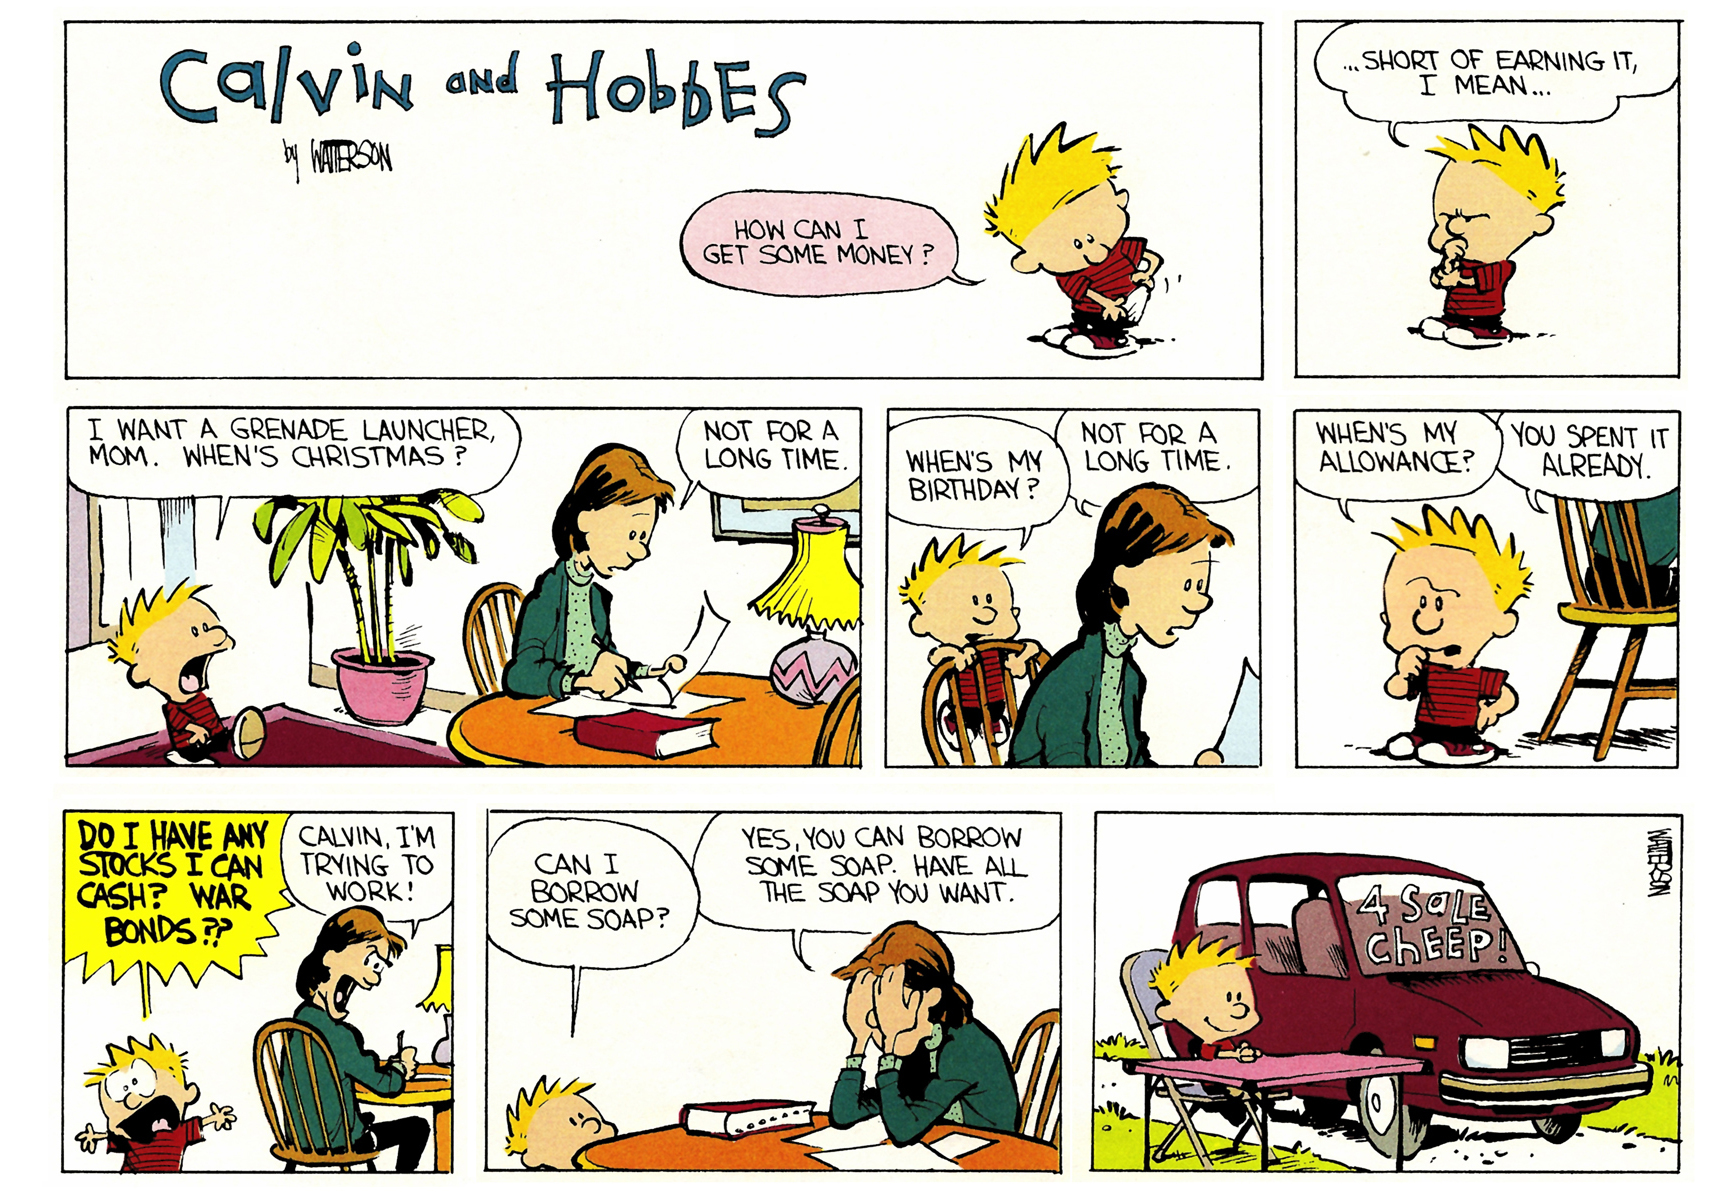 Calvin and HobbEs
by WATTERSON
HOW CAN I
GET SOME MONEY?
...SHORT OF EARNING IT,
I MEAN...
I WANT A GRENADE LAUNCHER,
MOM. WHEN'S CHRISTMAS?
NOT FOR A
LONG TIME.
WHEN'S MY
BIRTHDAY?
NOT FOR A
LONG TIME.
WHEN'S MY
ALLOWANCE?
YOU SPENT IT
ALREADY.
DO I HAVE ANY
STOCKS I CAN
CASH? WAR
BONDS??
CALVIN, I'M
TRYING TO
WORK!
CAN I
BORROW
SOME SOAP?
YES, YOU CAN BORROW
SOME SOAP. HAVE ALL
THE SOAP YOU WANT.
4 SaLE
CHEEP!
WATTERSON